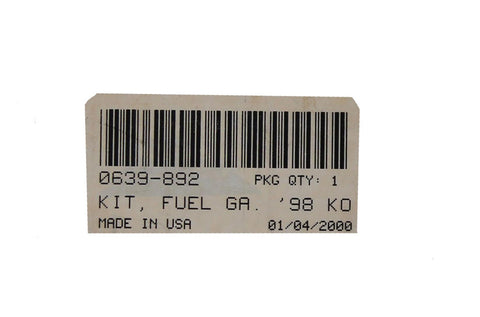 0639-892 PKG QTY: 1
KIT, FUEL GA. '98 KO
MADE IN USA 01/04/2000